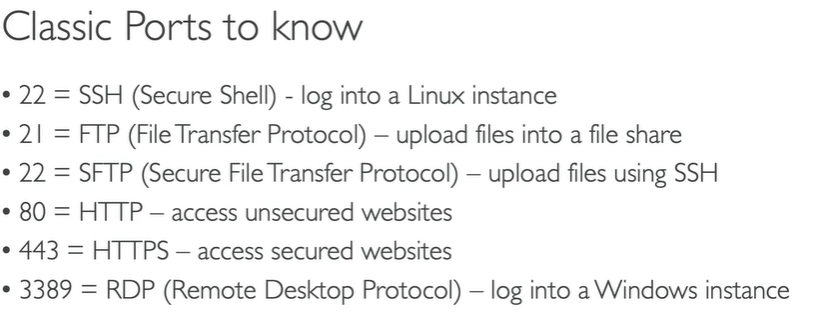 Classic Ports to know
• 22 = SSH (Secure Shell) - log into a Linux instance
• 21 = FTP (File Transfer Protocol) – upload files into a file share
• 22 = SFTP (Secure File Transfer Protocol) – upload files using SSH
• 80 = HTTP – access unsecured websites
• 443 = HTTPS – access secured websites
• 3389 = RDP (Remote Desktop Protocol) – log into a Windows instance